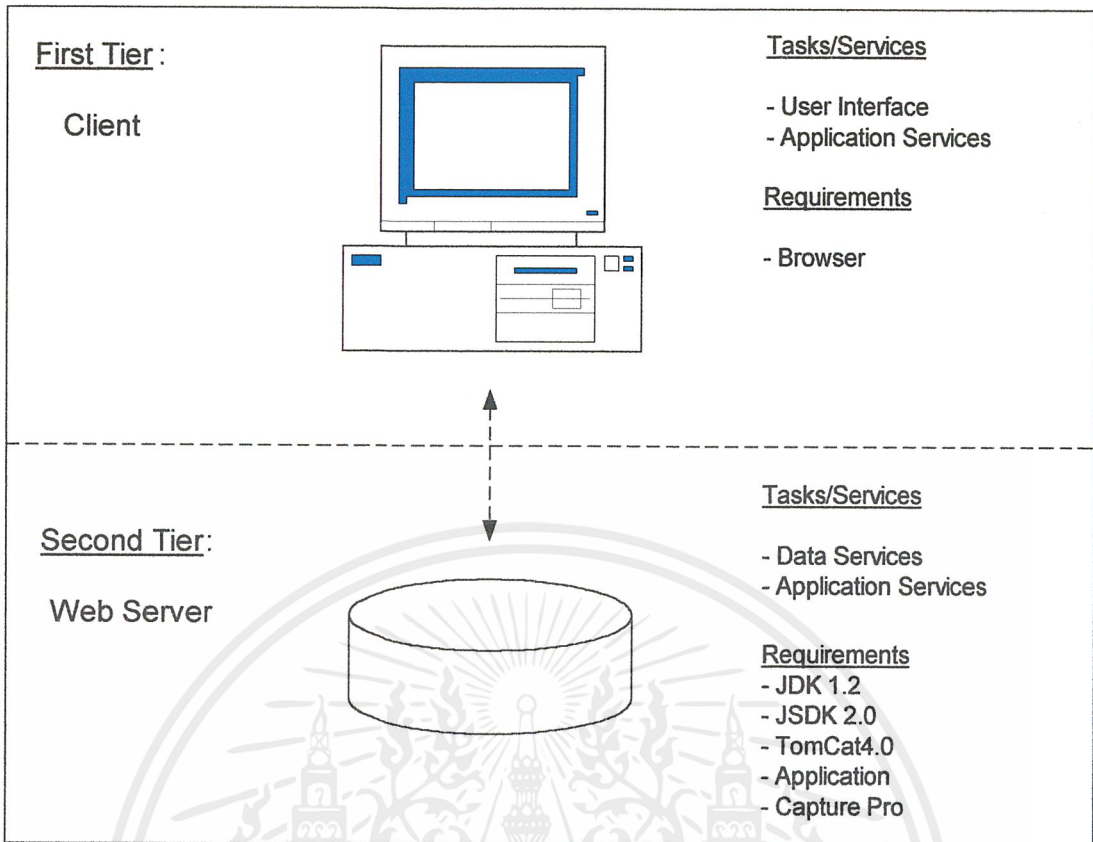 First Tier :
Client
Tasks/Services
- User Interface
- Application Services
Requirements
- Browser
Second Tier:
Web Server
Tasks/Services
- Data Services
- Application Services
Requirements
- JDK 1.2
- JSDK 2.0
- TomCat4.0
- Application
- Capture Pro